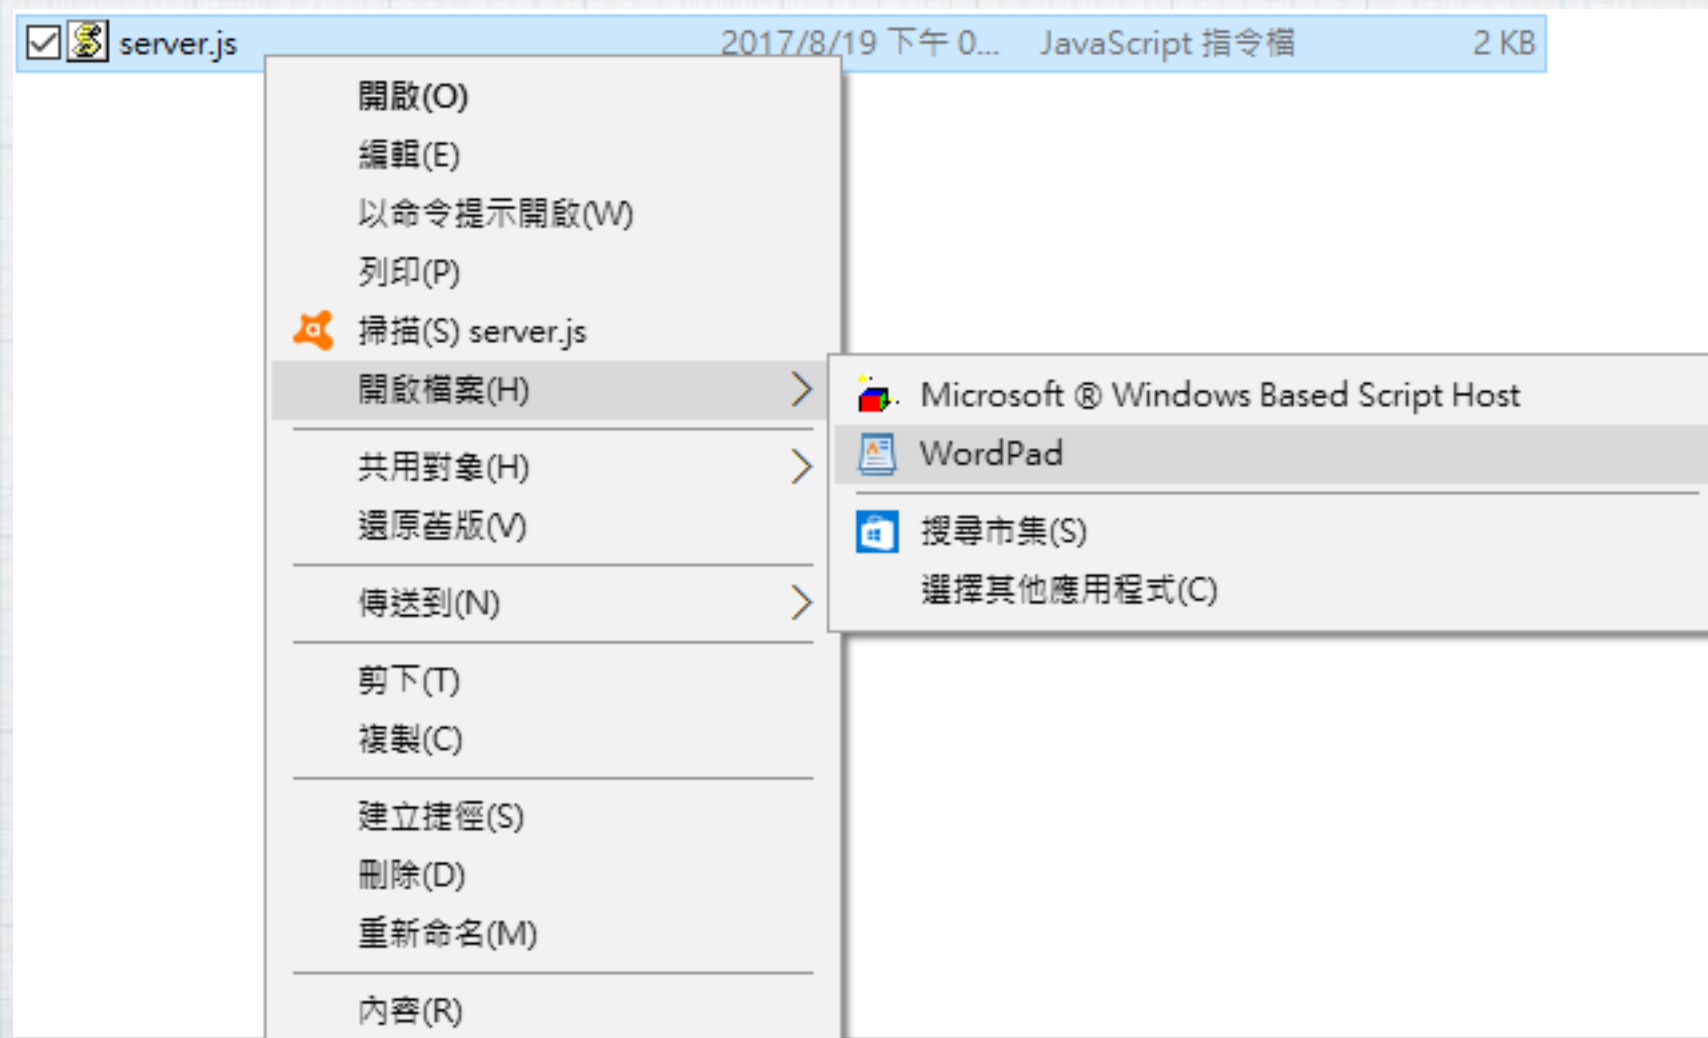 server.js 2017/8/19 下午 0... JavaScript 指令檔 2 KB
開啟(O)
編輯(E)
以命令提示開啟(W)
列印(P)
掃描(S) server.js
開啟檔案(H)
共用對象(H)
還原舊版(V)
傳送到(N)
剪下(T)
複製(C)
建立捷徑(S)
刪除(D)
重新命名(M)
內容(R)
Microsoft ® Windows Based Script Host
WordPad
搜尋市集(S)
選擇其他應用程式(C)